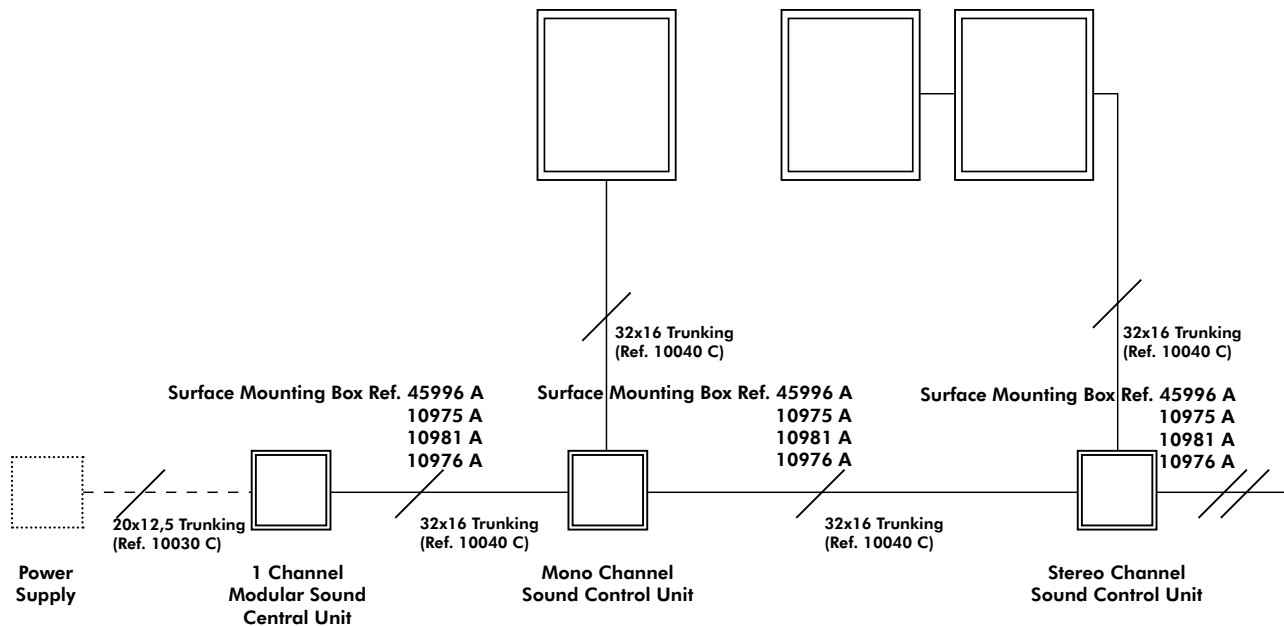 32x16 Trunking
(Ref. 10040 C)
32x16 Trunking
(Ref. 10040 C)
Surface Mounting Box Ref. 45996 A
10975 A
10981 A
10976 A
Surface Mounting Box Ref. 45996 A
10975 A
10981 A
10976 A
Surface Mounting Box Ref. 45996 A
10975 A
10981 A
10976 A
20x12,5 Trunking
(Ref. 10030 C)
32x16 Trunking
(Ref. 10040 C)
32x16 Trunking
(Ref. 10040 C)
Power
Supply
1 Channel
Modular Sound
Central Unit
Mono Channel
Sound Control Unit
Stereo Channel
Sound Control Unit